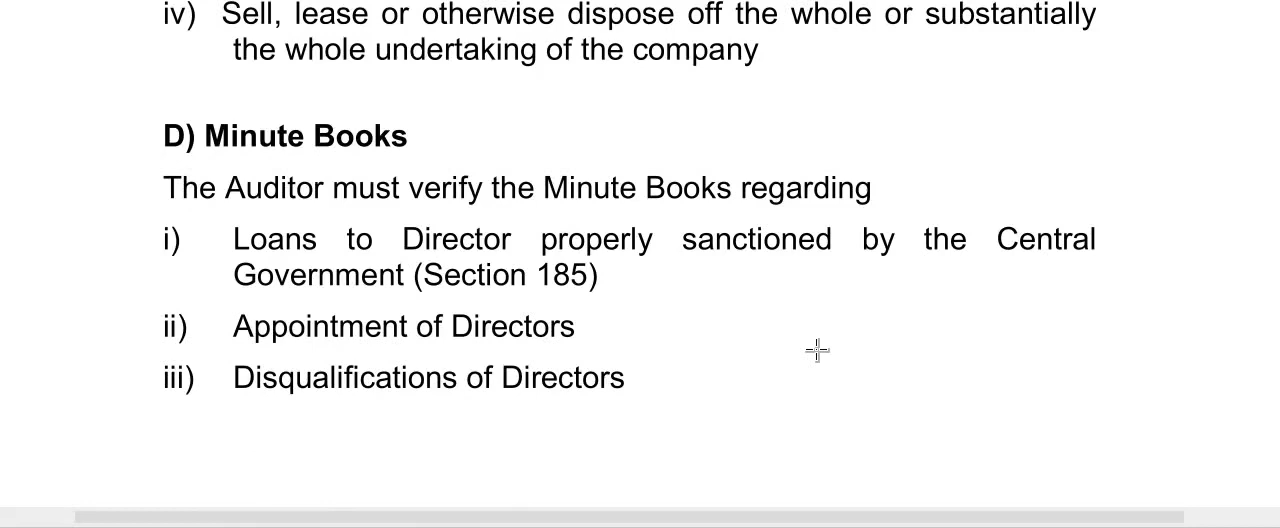 iv) Sell, lease or otherwise dispose off the whole or substantially
the whole undertaking of the company
D) Minute Books
The Auditor must verify the Minute Books regarding
i) Loans to Director properly sanctioned by the Central
Government (Section 185)
ii) Appointment of Directors
iii) Disqualifications of Directors